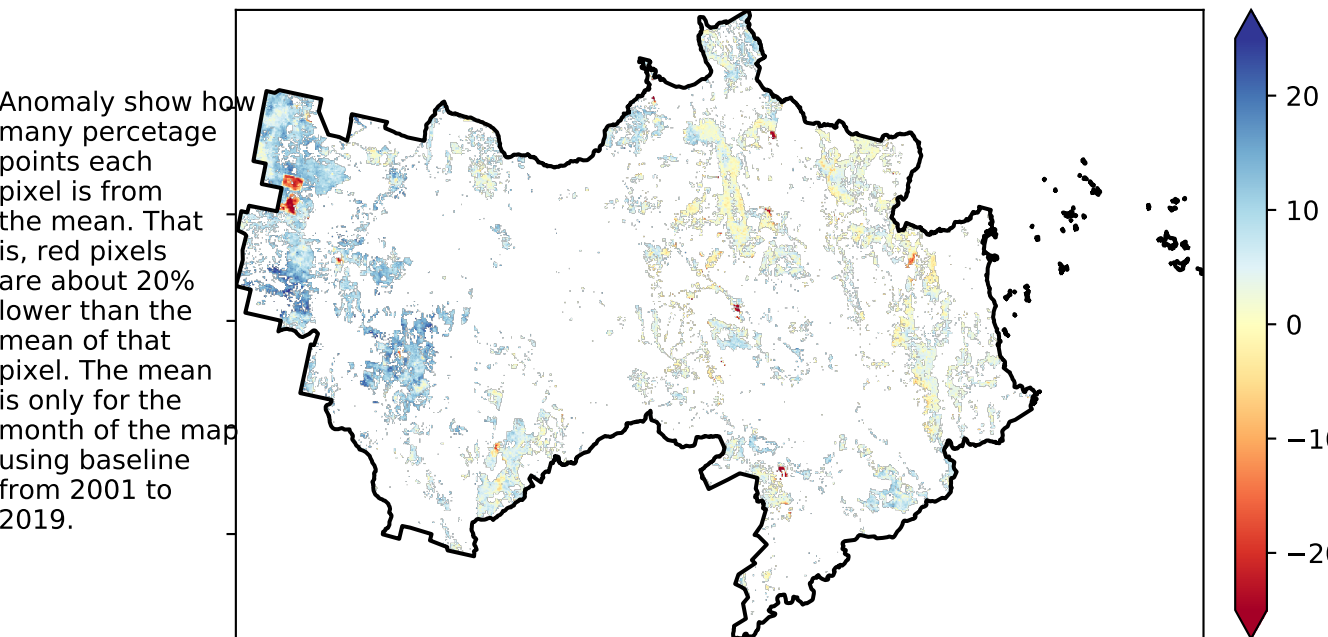 Anomaly show how
many percetage
points each
pixel is from
the mean. That
is, red pixels
are about 20%
lower than the
mean of that
pixel. The mean
is only for the
month of the map
using baseline
from 2001 to
2019.
20
10
0
−10
−20